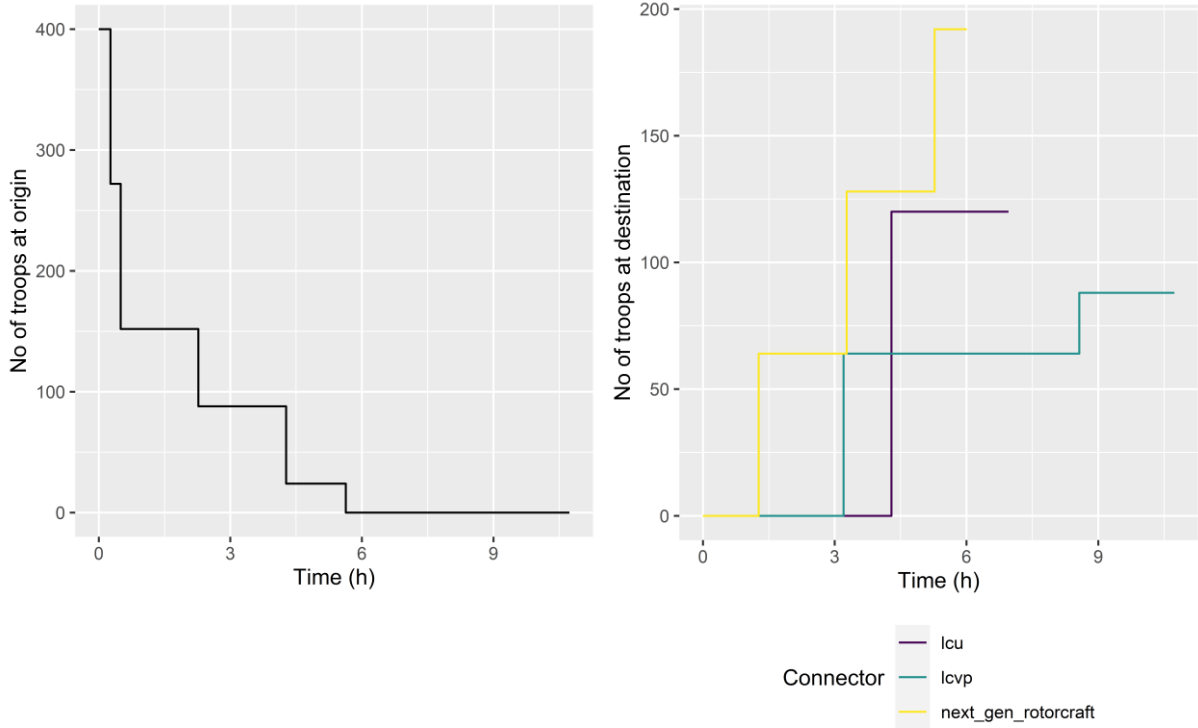 No of troops at origin
400
300
200
100
0
0 3 6 9
Time (h)
No of troops at destination
200
150
100
50
0
0 3 6 9
Time (h)
Connector
lcu
lcvp
next_gen_rotorcraft